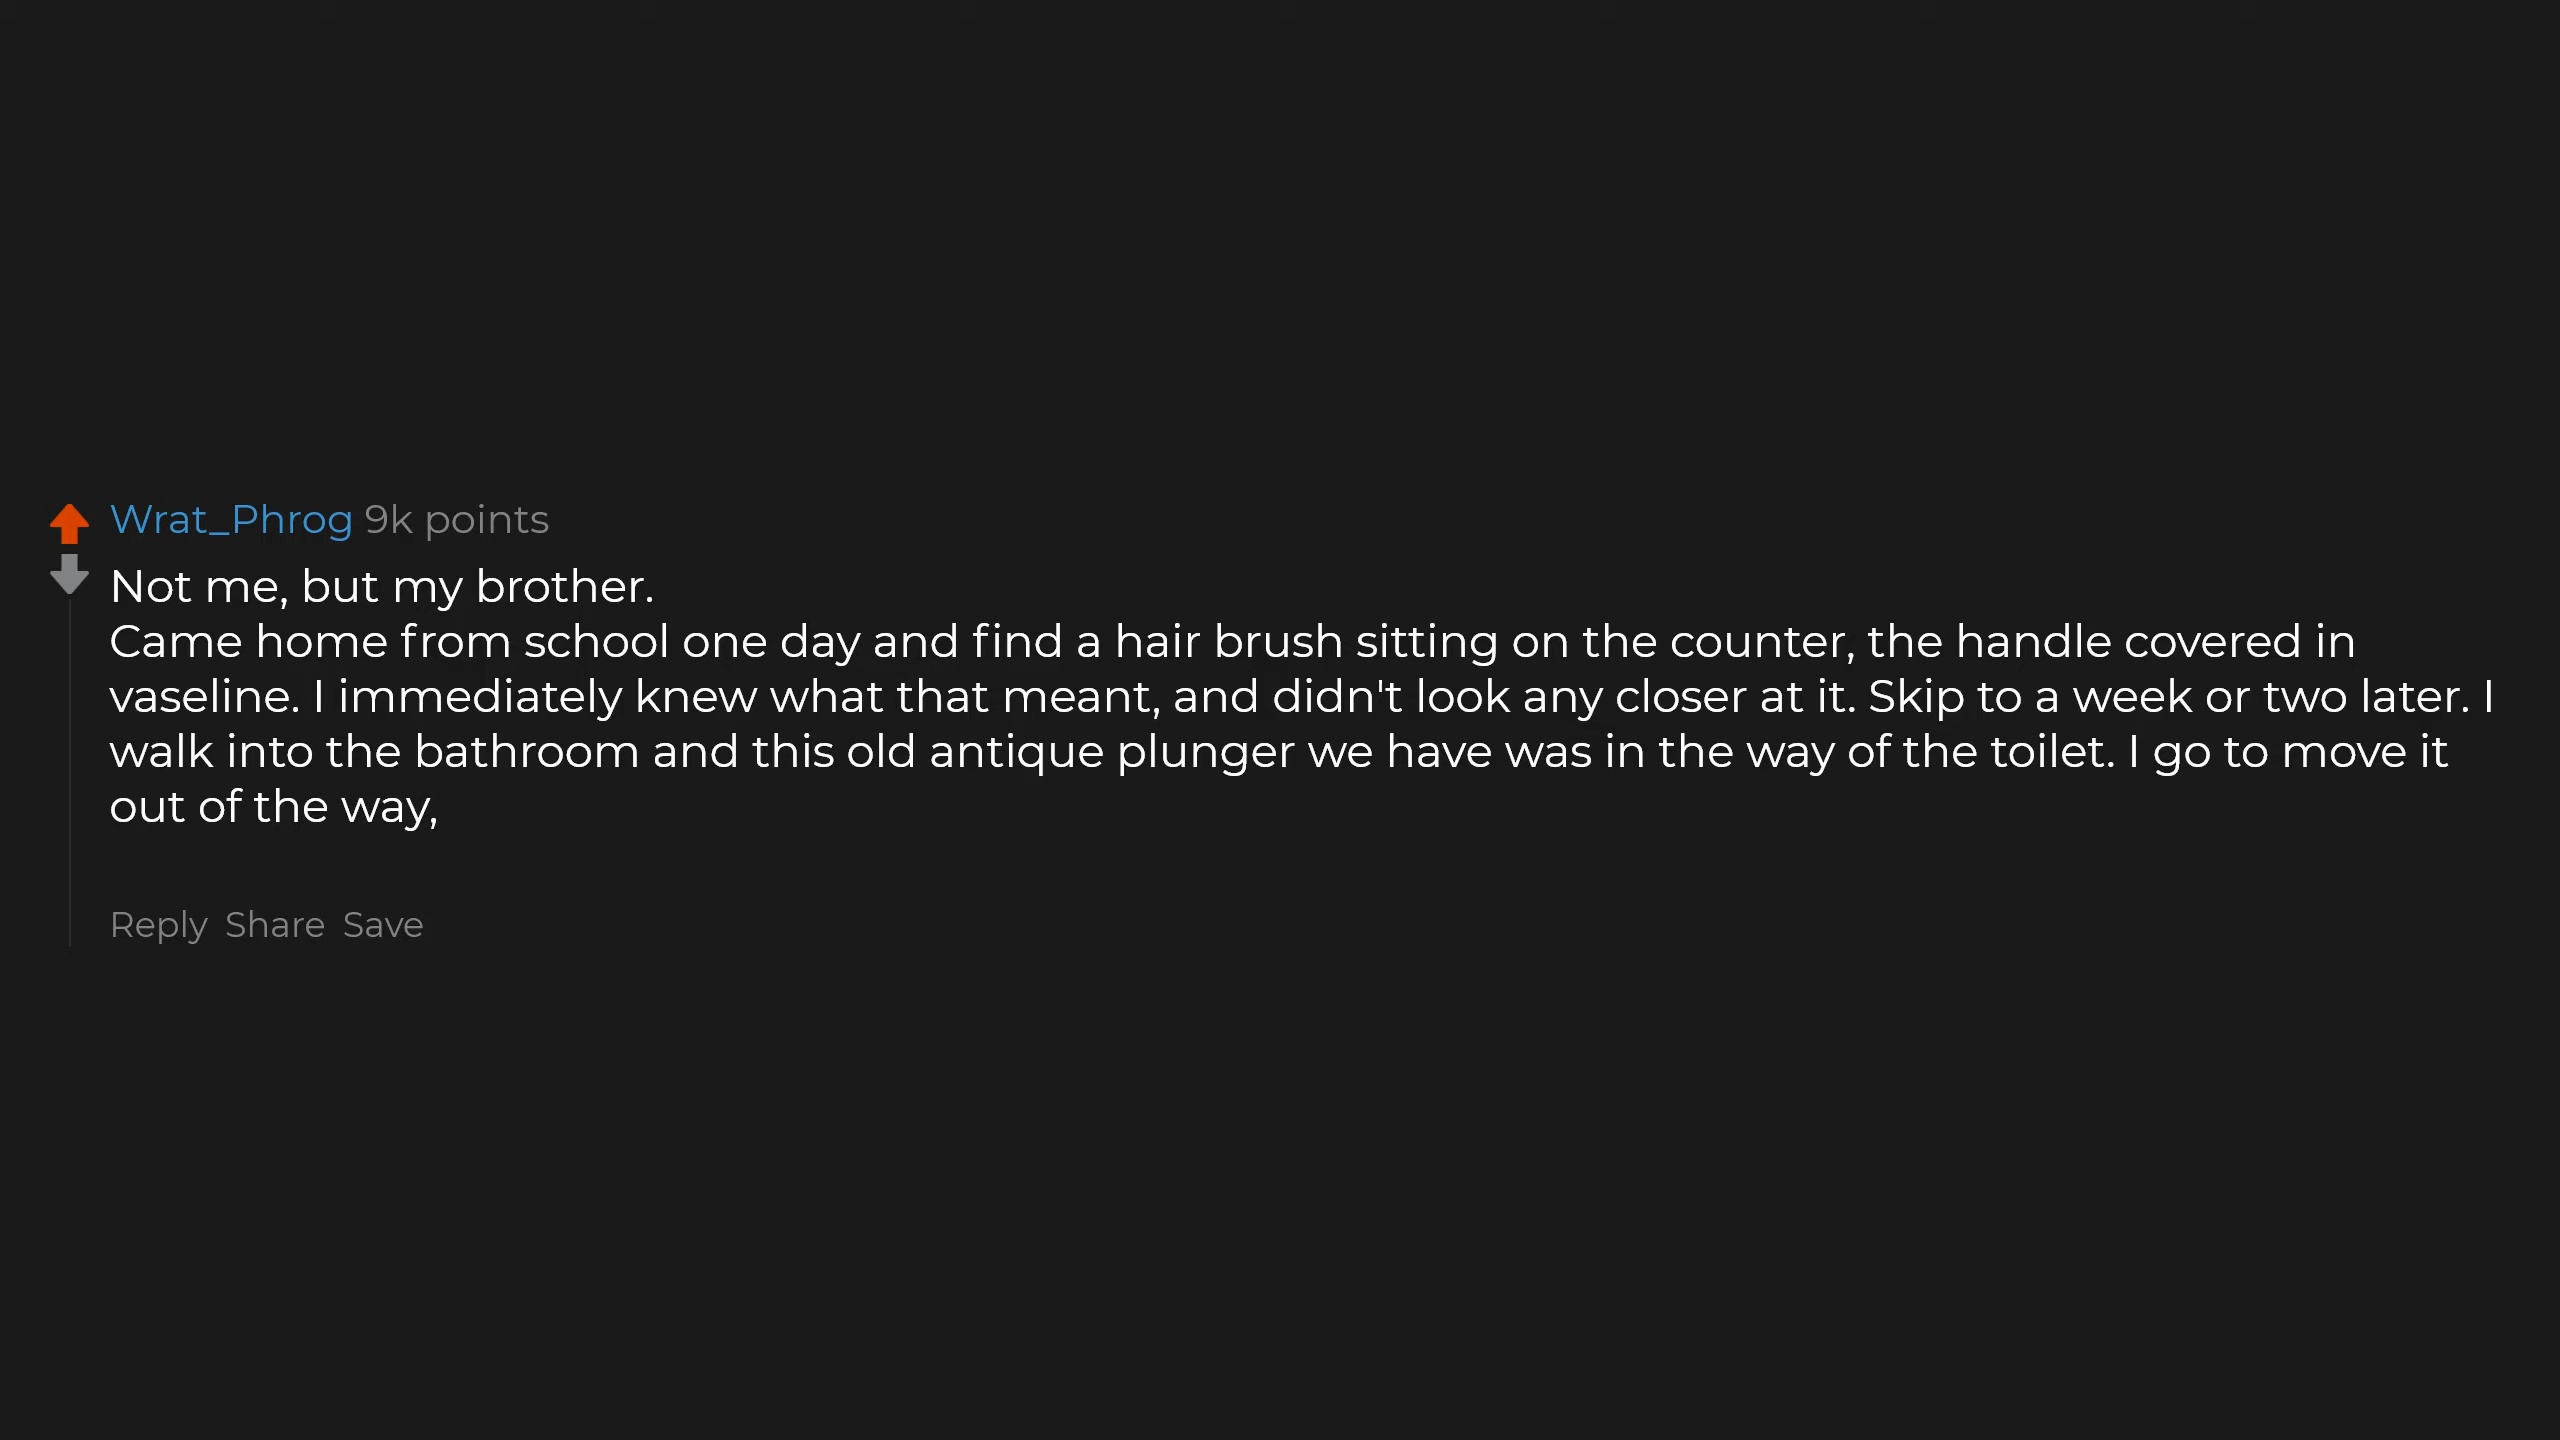 Wrat_Phrog 9k points
Not me, but my brother.
Came home from school one day and find a hair brush sitting on the counter, the handle covered in
vaseline. I immediately knew what that meant, and didn't look any closer at it. Skip to a week or two later. I
walk into the bathroom and this old antique plunger we have was in the way of the toilet. I go to move it
out of the way,
Reply Share Save